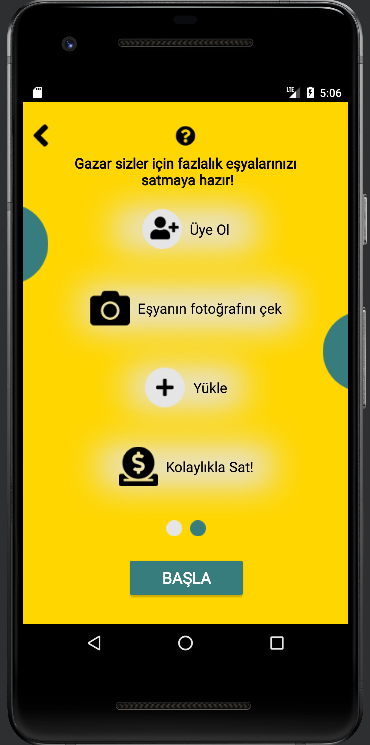 LTE 5:06
Gazar sizler için fazlalık eşyalarınızı
satmaya hazır!
Üye Ol
Eşyanın fotoğrafını çek
Yükle
Kolaylıkla Sat!
BAŞLA